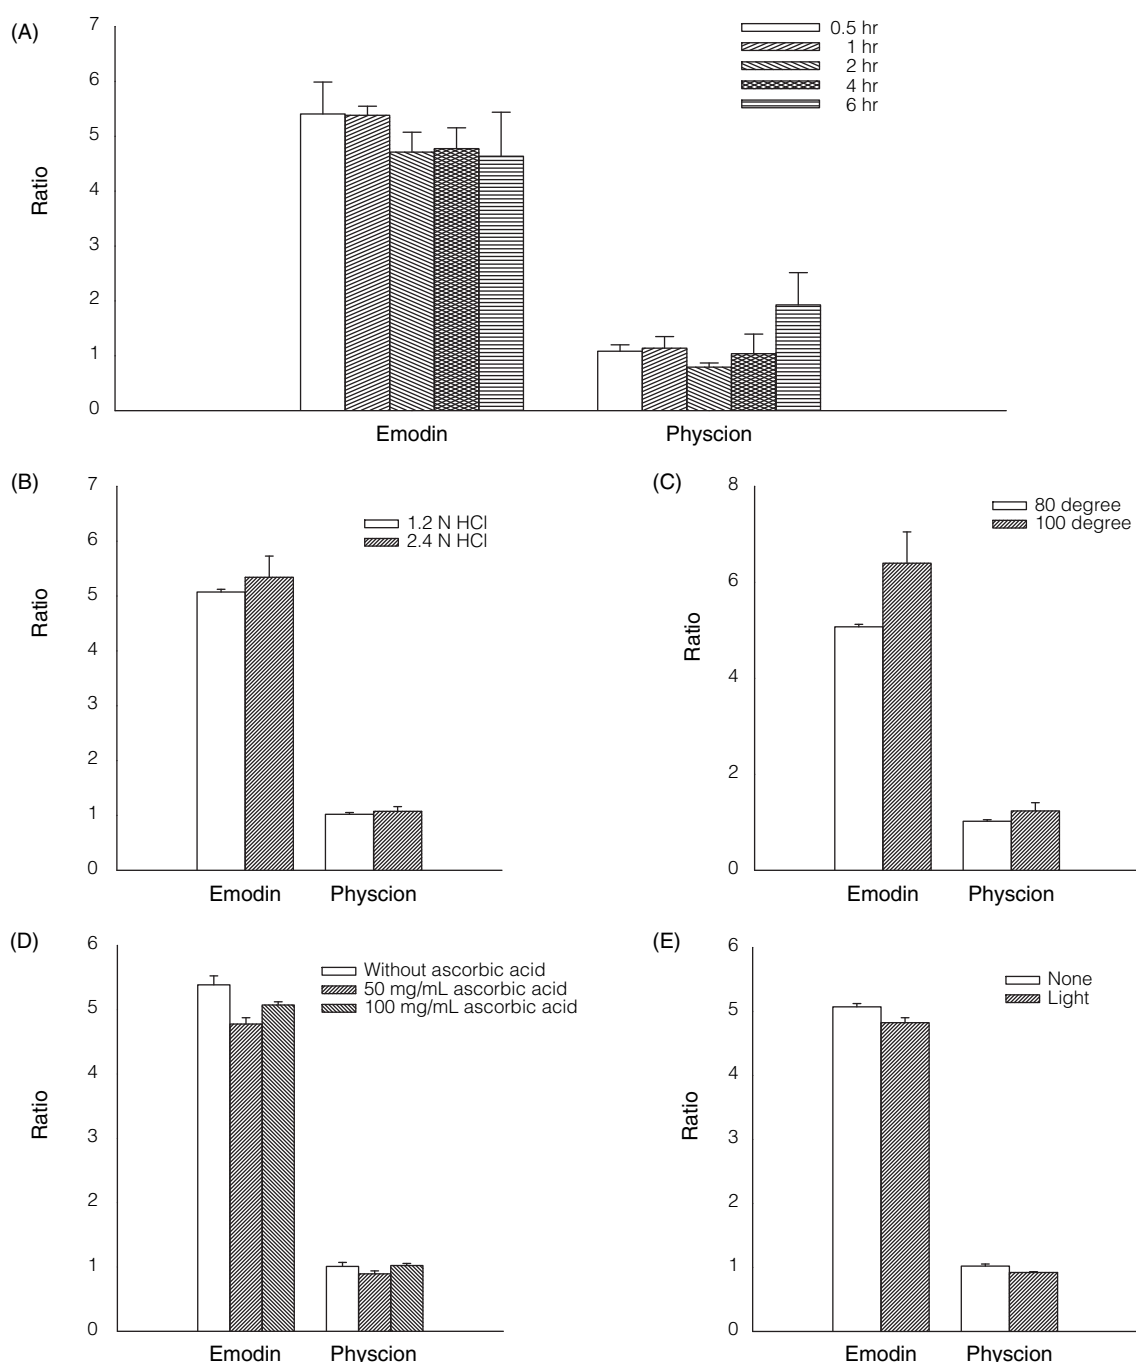 (A)
7
6
5
4
3
2
1
0
Ratio
0.5 hr
1 hr
2 hr
4 hr
6 hr
Emodin Physcion
(B)
7
6
5
4
3
2
1
0
Ratio
1.2 N HCl
2.4 N HCl
Emodin Physcion
(C)
8
6
4
2
0
Ratio
80 degree
100 degree
Emodin Physcion
(D)
6
5
4
3
2
1
0
Ratio
Without ascorbic acid
50 mg/mL ascorbic acid
100 mg/mL ascorbic acid
Emodin Physcion
(E)
6
5
4
3
2
1
0
Ratio
None
Light
Emodin Physcion